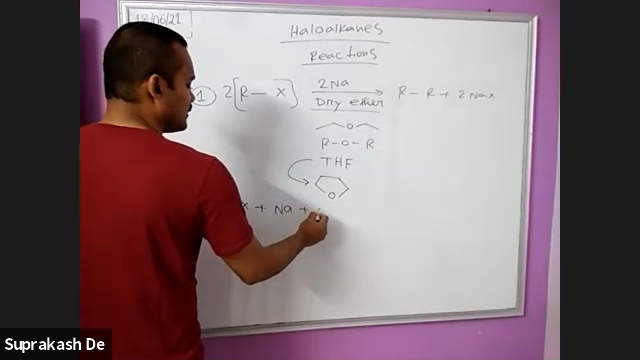 18/06/21
Haloalkanes
Reactions
1 2[R — X] 2Na R - R + 2 NaX
Dry ether
O
R-O-R
THF
O
X + Na +
Suprakash De